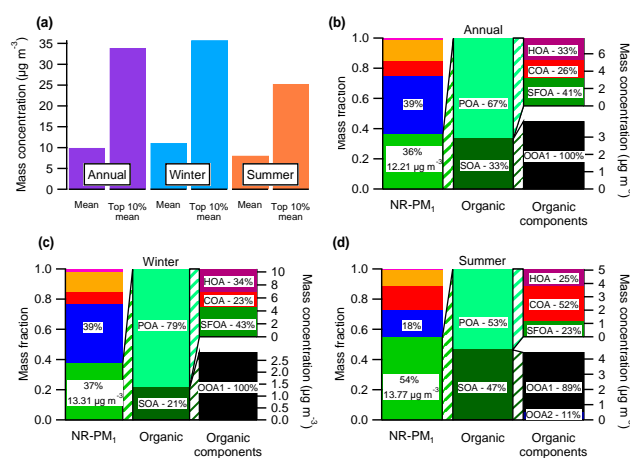 (a)
Mass concentration (µg m⁻³)
35
30
25
20
15
10
5
0
Annual
Winter
Summer
Mean
Top 10% mean
Mean
Top 10% mean
Mean
Top 10% mean
(b)
Annual
Mass fraction
1.0
0.8
0.6
0.4
0.2
0.0
39%
36%
12.21 µg m⁻³
POA - 67%
SOA - 33%
HOA - 33%
COA - 26%
SFOA - 41%
OOA1 - 100%
6
4
2
0
3
2
1
0
Mass concentration (µg m⁻³)
NR-PM₁
Organic
Organic components
(c)
Winter
Mass fraction
1.0
0.8
0.6
0.4
0.2
0.0
39%
37%
13.31 µg m⁻³
POA - 79%
SOA - 21%
HOA - 34%
COA - 23%
SFOA - 43%
OOA1 - 100%
10
8
6
4
2
0
2.5
2.0
1.5
1.0
0.5
0.0
Mass concentration (µg m⁻³)
NR-PM₁
Organic
Organic components
(d)
Summer
Mass fraction
1.0
0.8
0.6
0.4
0.2
0.0
18%
54%
13.77 µg m⁻³
POA - 53%
SOA - 47%
HOA - 25%
COA - 52%
SFOA - 23%
OOA1 - 89%
OOA2 - 11%
5
4
3
2
1
0
4
3
2
1
0
Mass concentration (µg m⁻³)
NR-PM₁
Organic
Organic components